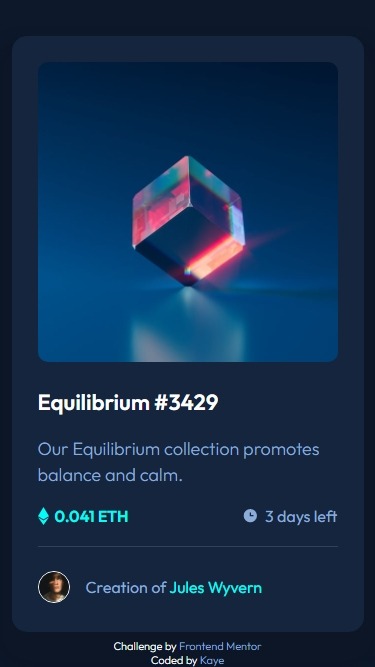 Equilibrium #3429
Our Equilibrium collection promotes
balance and calm.
0.041 ETH
3 days left
Creation of Jules Wyvern
Challenge by Frontend Mentor
Coded by Kaye